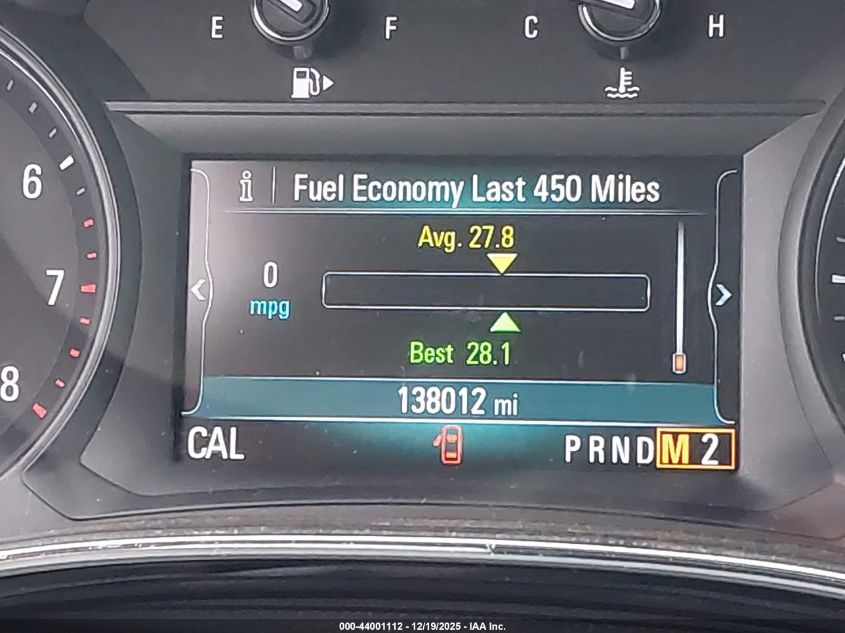 E F C H
i Fuel Economy Last 450 Miles
6
Avg. 27.8
0
7
mpg
Best 28.1
8
138012 mi
CAL PRNDM 2
000-44001112 - 12/19/2025 - IAA Inc.